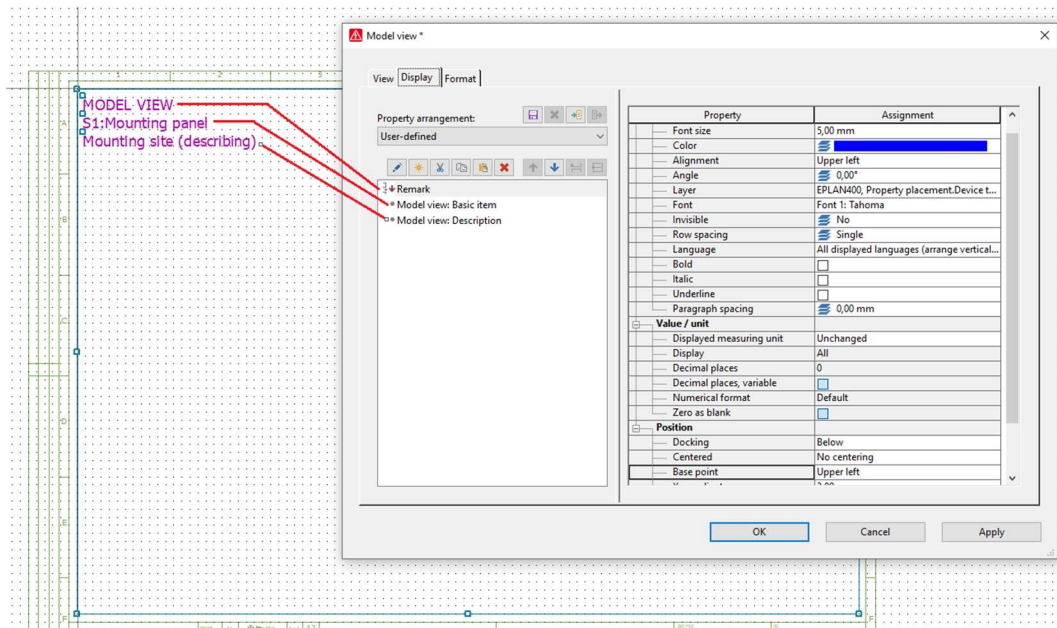 Model view *
View Display Format
1 2 3
A
B
C
D
E
F
F
MODEL VIEW
S1:Mounting panel
Mounting site (describing)
Property arrangement:
User-defined
Remark
Model view: Basic item
Model view: Description
Property Assignment
Font size 5,00 mm
Color
Alignment Upper left
Angle 0,00°
Layer EPLAN400, Property placement.Device t...
Font Font 1: Tahoma
Invisible No
Row spacing Single
Language All displayed languages (arrange vertical...
Bold
Italic
Underline
Paragraph spacing 0,00 mm
Value / unit
Displayed measuring unit Unchanged
Display All
Decimal places 0
Decimal places, variable
Numerical format Default
Zero as blank
Position
Docking Below
Centered No centering
Base point Upper left
OK Cancel Apply